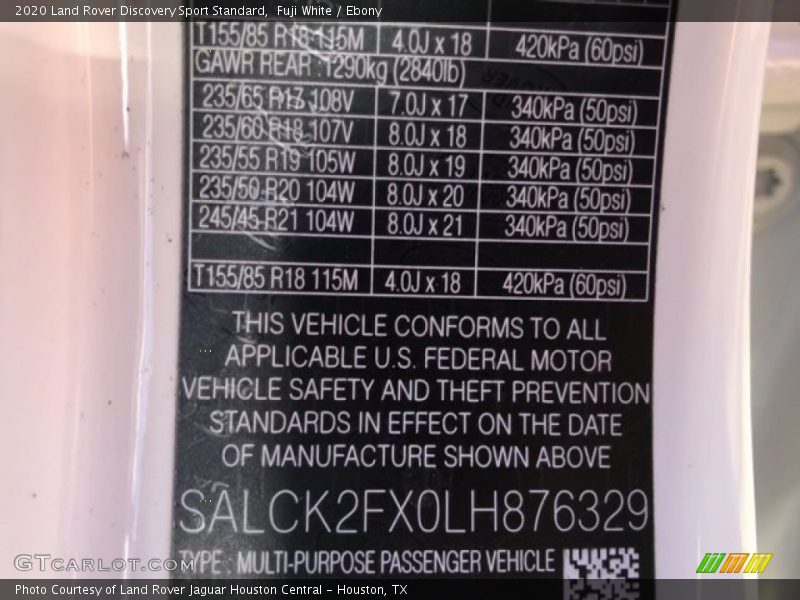 2020 Land Rover Discovery Sport Standard, Fuji White / Ebony
T155/85 R18 115M 4.0J x 18 420kPa (60psi)
GAWR REAR : 1290kg (2840lb)
235/65 R17 108V 7.0J x 17 340kPa (50psi)
235/60 R18 107V 8.0J x 18 340kPa (50psi)
235/55 R19 105W 8.0J x 19 340kPa (50psi)
235/50 R20 104W 8.0J x 20 340kPa (50psi)
245/45 R21 104W 8.0J x 21 340kPa (50psi)
T155/85 R18 115M 4.0J x 18 420kPa (60psi)
THIS VEHICLE CONFORMS TO ALL
APPLICABLE U.S. FEDERAL MOTOR
VEHICLE SAFETY AND THEFT PREVENTION
STANDARDS IN EFFECT ON THE DATE
OF MANUFACTURE SHOWN ABOVE
SALCK2FX0LH876329
TYPE : MULTI-PURPOSE PASSENGER VEHICLE
GTcarlot.com
Photo Courtesy of Land Rover Jaguar Houston Central - Houston, TX